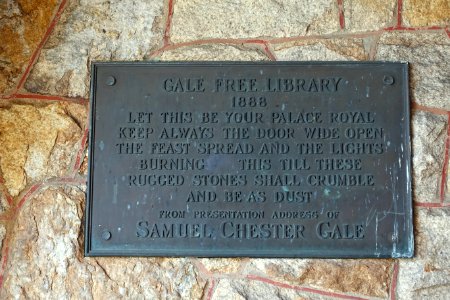 GALE FREE LIBRARY
1888
LET THIS BE YOUR PALACE ROYAL
KEEP ALWAYS THE DOOR WIDE OPEN
THE FEAST SPREAD AND THE LIGHTS
BURNING THIS TILL THESE
RUGGED STONES SHALL CRUMBLE
AND BE AS DUST
FROM PRESENTATION ADDRESS OF
SAMUEL CHESTER GALE